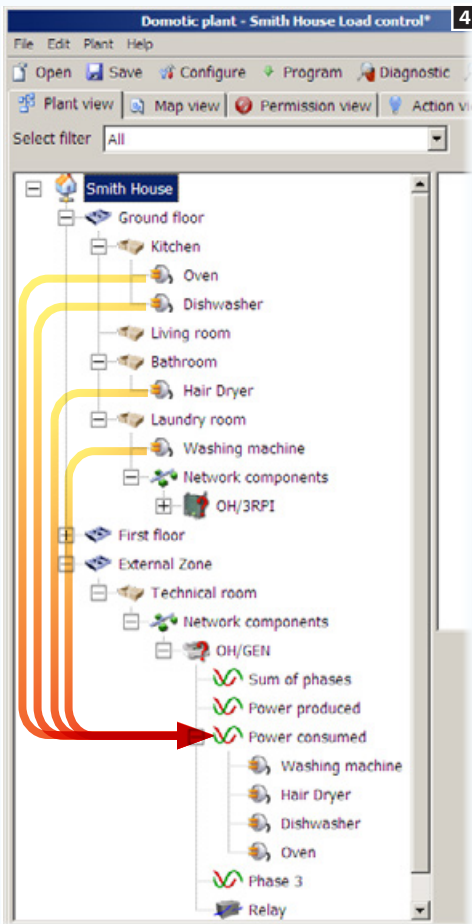 Domotic plant - Smith House Load control* 4
File Edit Plant Help
Open Save Configure Program Diagnostic
Plant view Map view Permission view Action
Select filter All
Smith House
Ground floor
Kitchen
Oven
Dishwasher
Living room
Bathroom
Hair Dryer
Laundry room
Washing machine
Network components
OH/3RPI
First floor
External Zone
Technical room
Network components
OH/GEN
Sum of phases
Power produced
Power consumed
Washing machine
Hair Dryer
Dishwasher
Oven
Phase 3
Relay